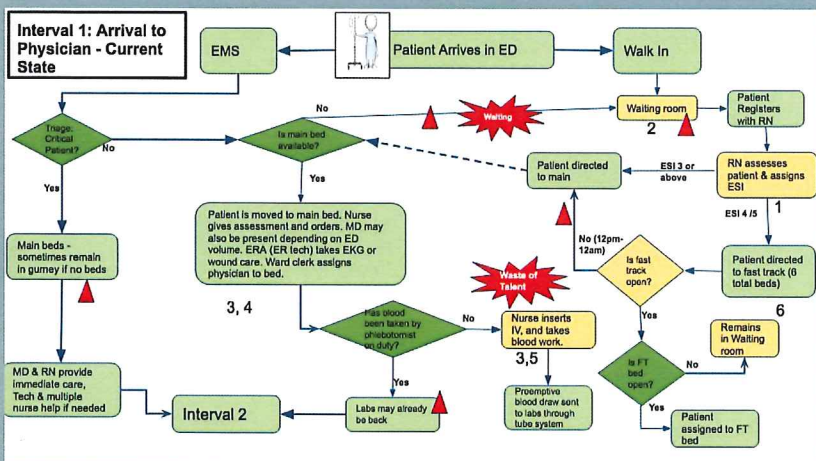 Interval 1: Arrival to
Physician - Current
State
EMS
Patient Arrives in ED
Walk In
Triage:
Critical
Patient?
No
Yes
Is main bed
available?
No
Waiting
Waiting room
2
Patient
Registers
with RN
Patient directed
to main
ESI 3 or
above
RN assesses
patient & assigns
ESI
1
ESI 4 /5
Yes
Patient is moved to main bed. Nurse
gives assessment and orders. MD may
also be present depending on ED
volume. ERA (ER tech) takes EKG or
wound care. Ward clerk assigns
physician to bed.
3, 4
Main beds -
sometimes remain
in gurney if no beds
No (12pm-
12am)
Is fast
track
open?
Patient directed
to fast track (6
total beds)
6
Waste of
Talent
Has blood
been taken by
phlebotomist
on duty?
No
Nurse inserts
IV, and takes
blood work.
3,5
Yes
Remains
in Waiting
room
Is FT
bed
open?
No
MD & RN provide
immediate care,
Tech & multiple
nurse help if needed
Interval 2
Yes
Labs may already
be back
Preemptive
blood draw sent
to labs through
tube system
Yes
Patient
assigned to FT
bed